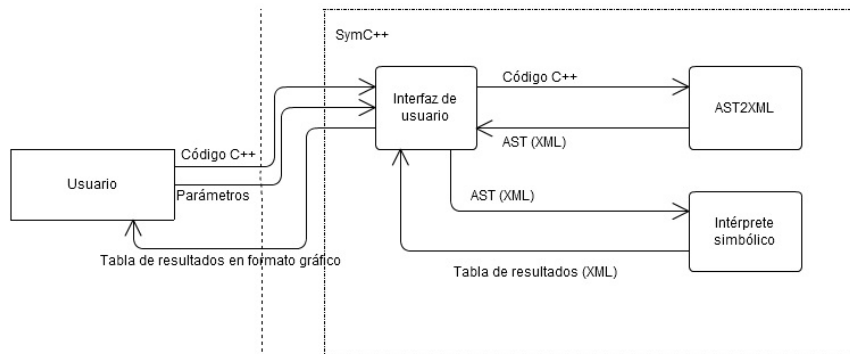 SymC++
Código C++
Interfaz de
usuario
AST2XML
AST (XML)
Código C++
Usuario
Parámetros
AST (XML)
Intérprete
simbólico
Tabla de resultados en formato gráfico
Tabla de resultados (XML)